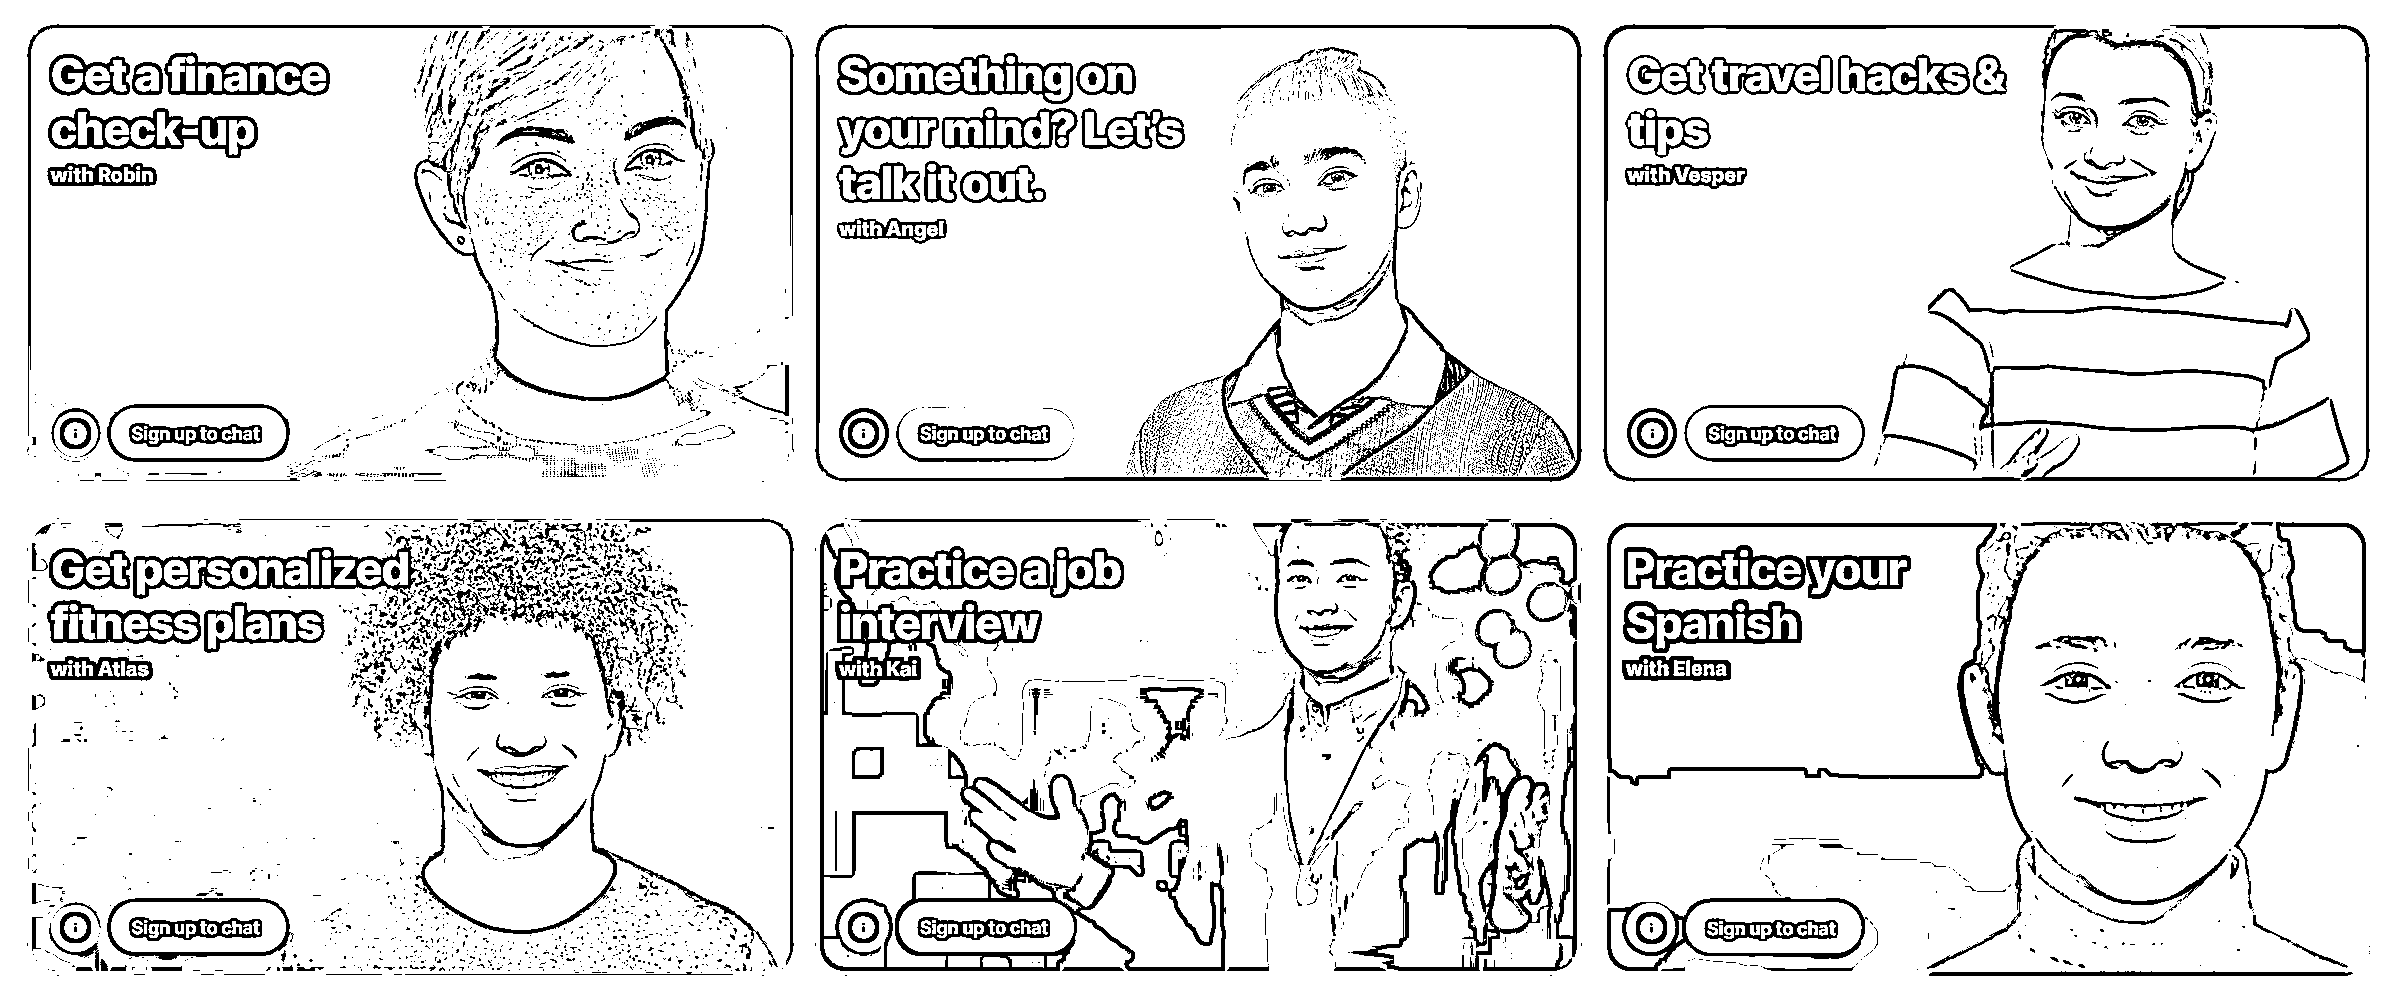 Get a finance
check-up
with Robin
i
Sign up to chat
Something on
your mind? Let's
talk it out.
with Angel
i
Sign up to chat
Get travel hacks &
tips
with Vesper
i
Sign up to chat
Get personalized
fitness plans
with Atlas
i
Sign up to chat
Practice a job
interview
with Kai
i
Sign up to chat
Practice your
Spanish
with Elena
i
Sign up to chat